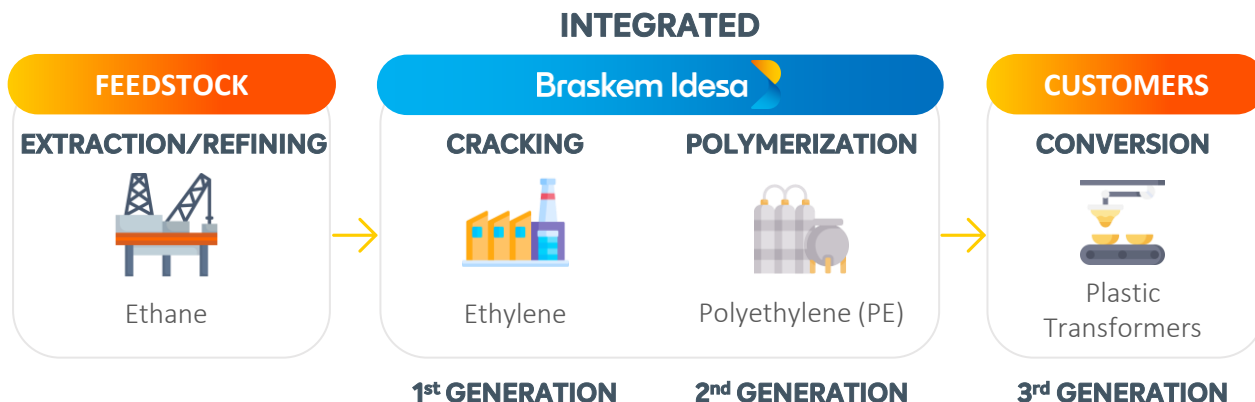 INTEGRATED
FEEDSTOCK
Braskem Idesa
CUSTOMERS
EXTRACTION/REFINING
CRACKING
POLYMERIZATION
CONVERSION
Ethane
Ethylene
Polyethylene (PE)
Plastic
Transformers
1st GENERATION
2nd GENERATION
3rd GENERATION